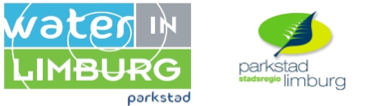 water IN
LIMBURG
parkstad
parkstad
stadsregio limburg